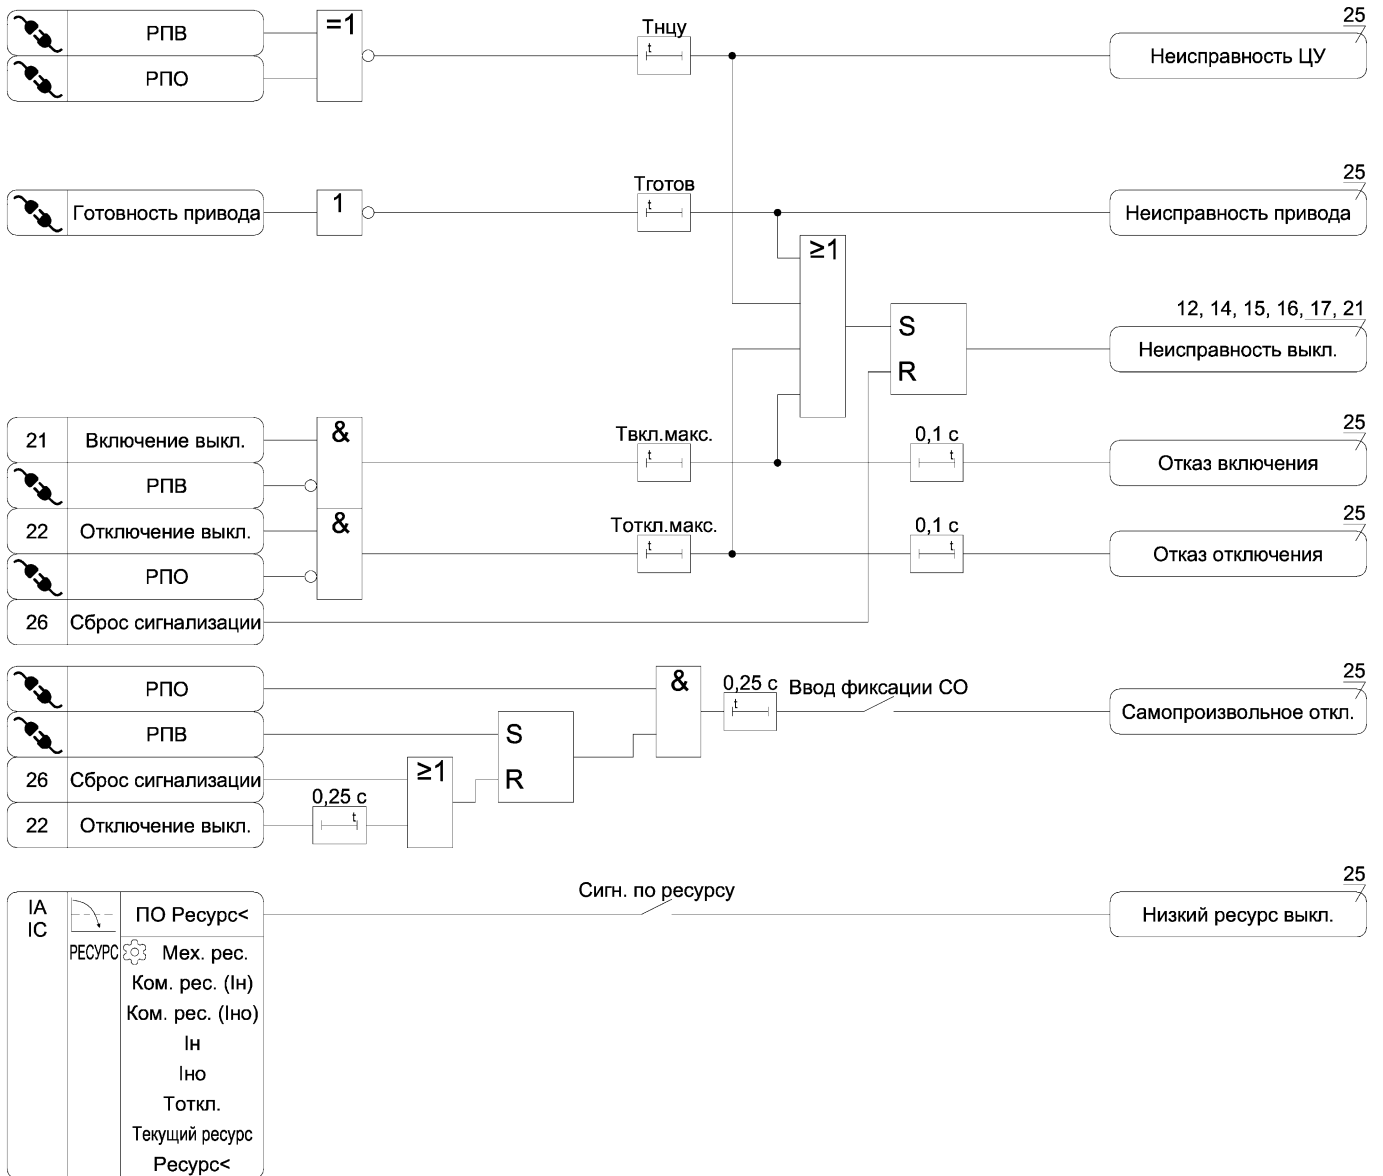 РПВ
=1
Тнцу
25
Неисправность ЦУ
РПО
t
Готовность привода
1
Тготов
25
Неисправность привода
t
≥1
12, 14, 15, 16, 17, 21
S
R
Неисправность выкл.
21
Включение выкл.
&
Твкл.макс.
0,1 с
25
Отказ включения
t
t
РПВ
22
Отключение выкл.
&
Тоткл.макс.
0,1 с
25
Отказ отключения
t
t
РПО
26
Сброс сигнализации
РПО
&
0,25 с
Ввод фиксации СО
25
Самопроизвольное откл.
t
РПВ
S
R
26
Сброс сигнализации
≥1
0,25 с
t
22
Отключение выкл.
IA
IC
ПО Ресурс<
Сигн. по ресурсу
25
Низкий ресурс выкл.
РЕСУРС
Мех. рес.
Ком. рес. (Iн)
Ком. рес. (Iно)
Iн
Iно
Тоткл.
Текущий ресурс
Ресурс<